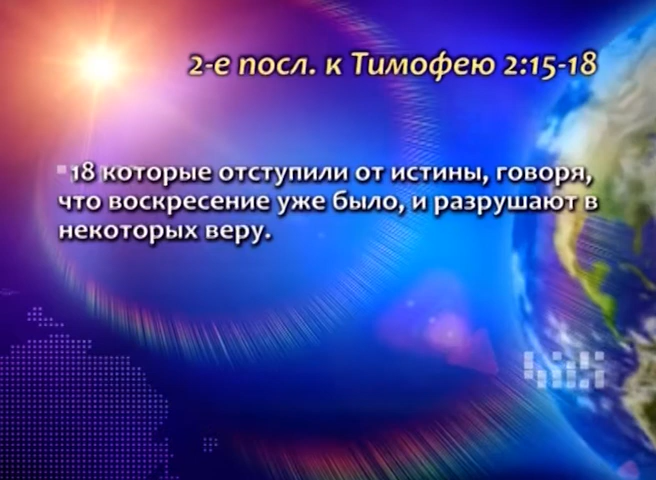 2-е посл. к Тимофею 2:15-18
18 которые отступили от истины, говоря,
что воскресение уже было, и разрушают в
некоторых веру.